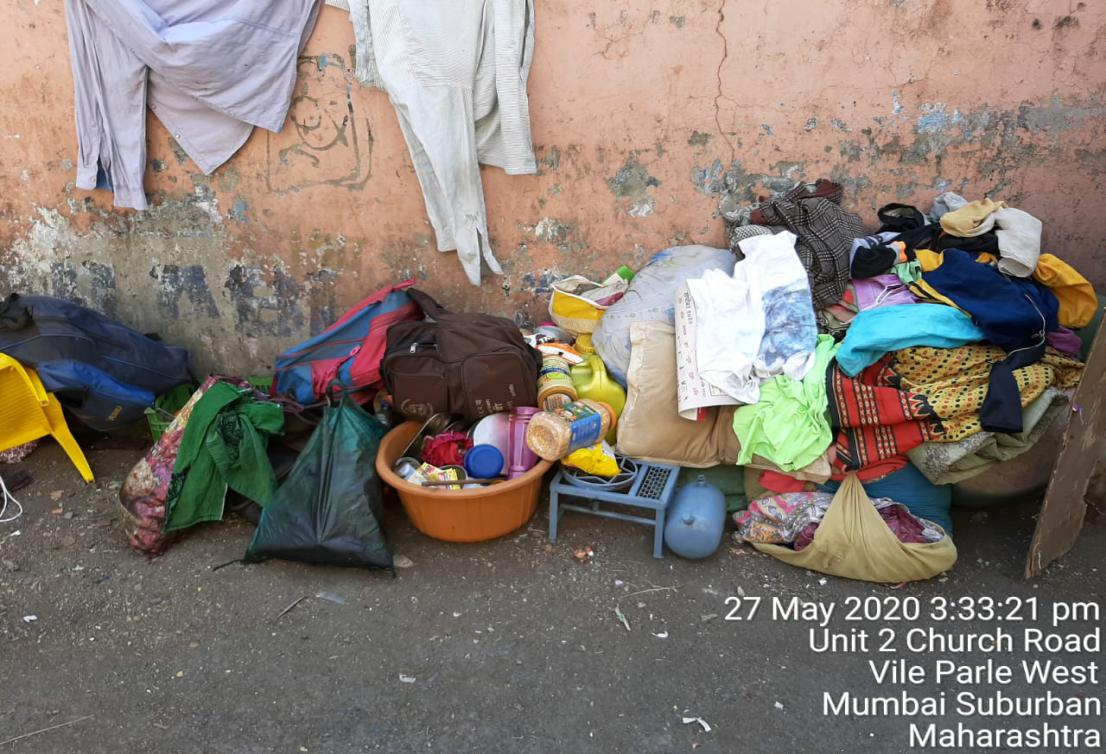 27 May 2020 3:33:21 pm
Unit 2 Church Road
Vile Parle West
Mumbai Suburban
Maharashtra